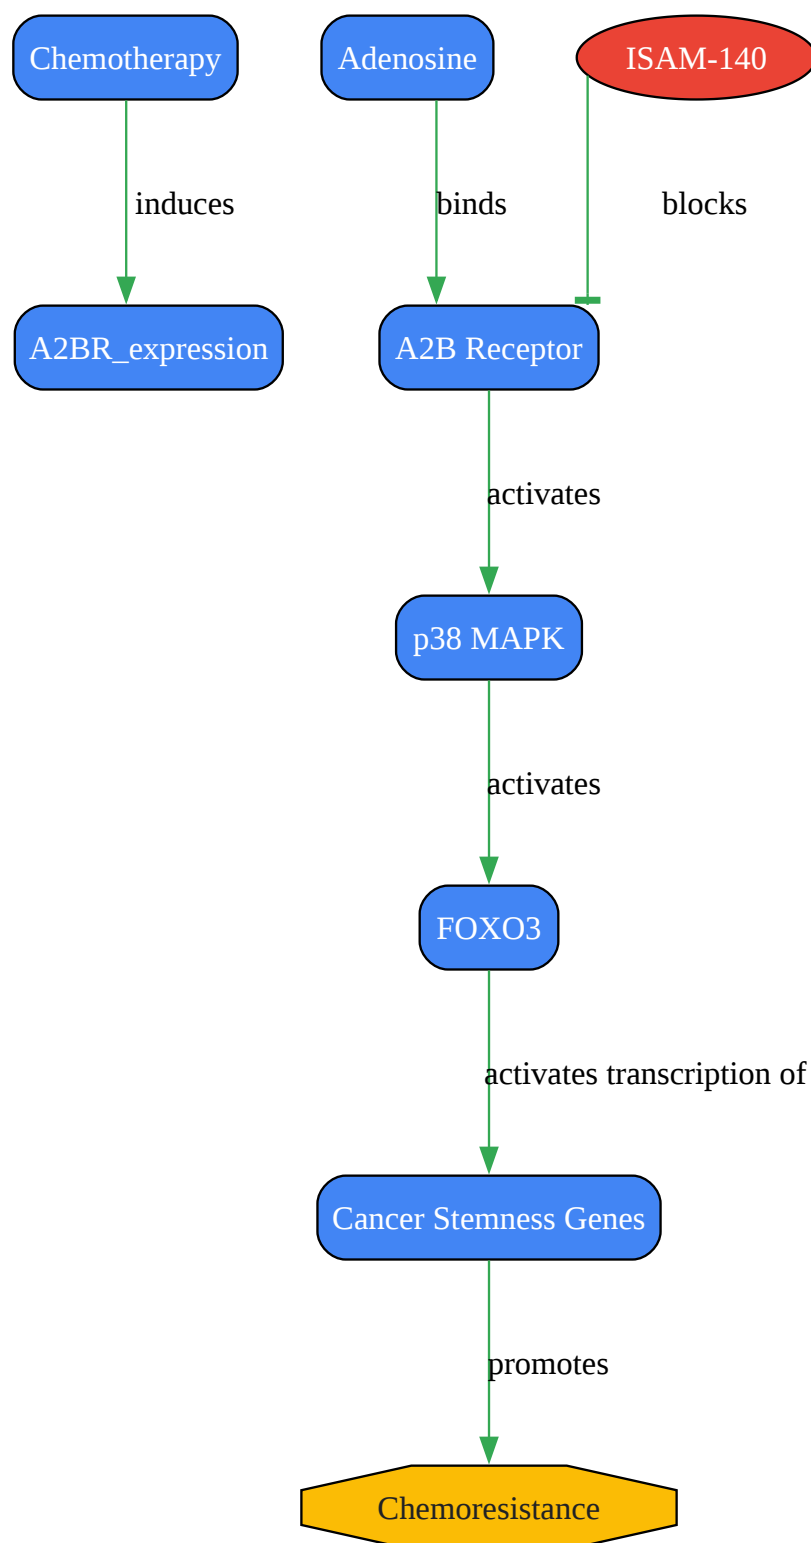 Chemotherapy
Adenosine
ISAM-140
induces
binds
blocks
A2BR_expression
A2B Receptor
activates
p38 MAPK
activates
FOXO3
activates transcription of
Cancer Stemness Genes
promotes
Chemoresistance